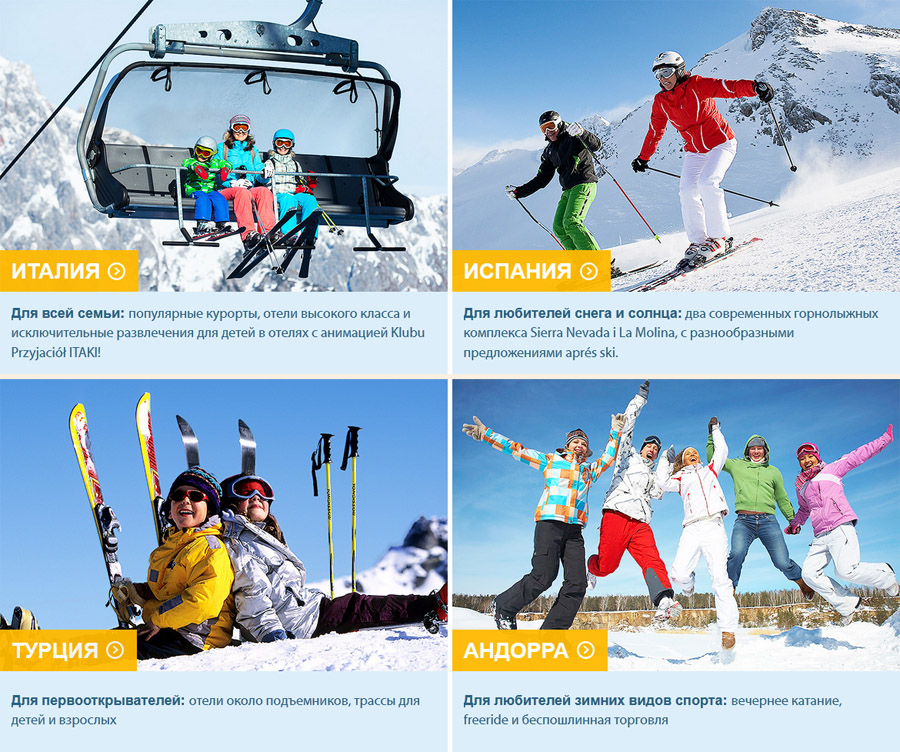 ИТАЛИЯ
Для всей семьи: популярные курорты, отели высокого класса и
исключительные развлечения для детей в отелях с анимацией Klubu
Przyjaciół ITAKI!
ИСПАНИЯ
Для любителей снега и солнца: два современных горнолыжных
комплекса Sierra Nevada i La Molina, с разнообразными
предложениями aprés ski.
ТУРЦИЯ
Для первооткрывателей: отели около подъемников, трассы для
детей и взрослых
АНДОРРА
Для любителей зимних видов спорта: вечернее катание,
freeride и беспошлинная торговля